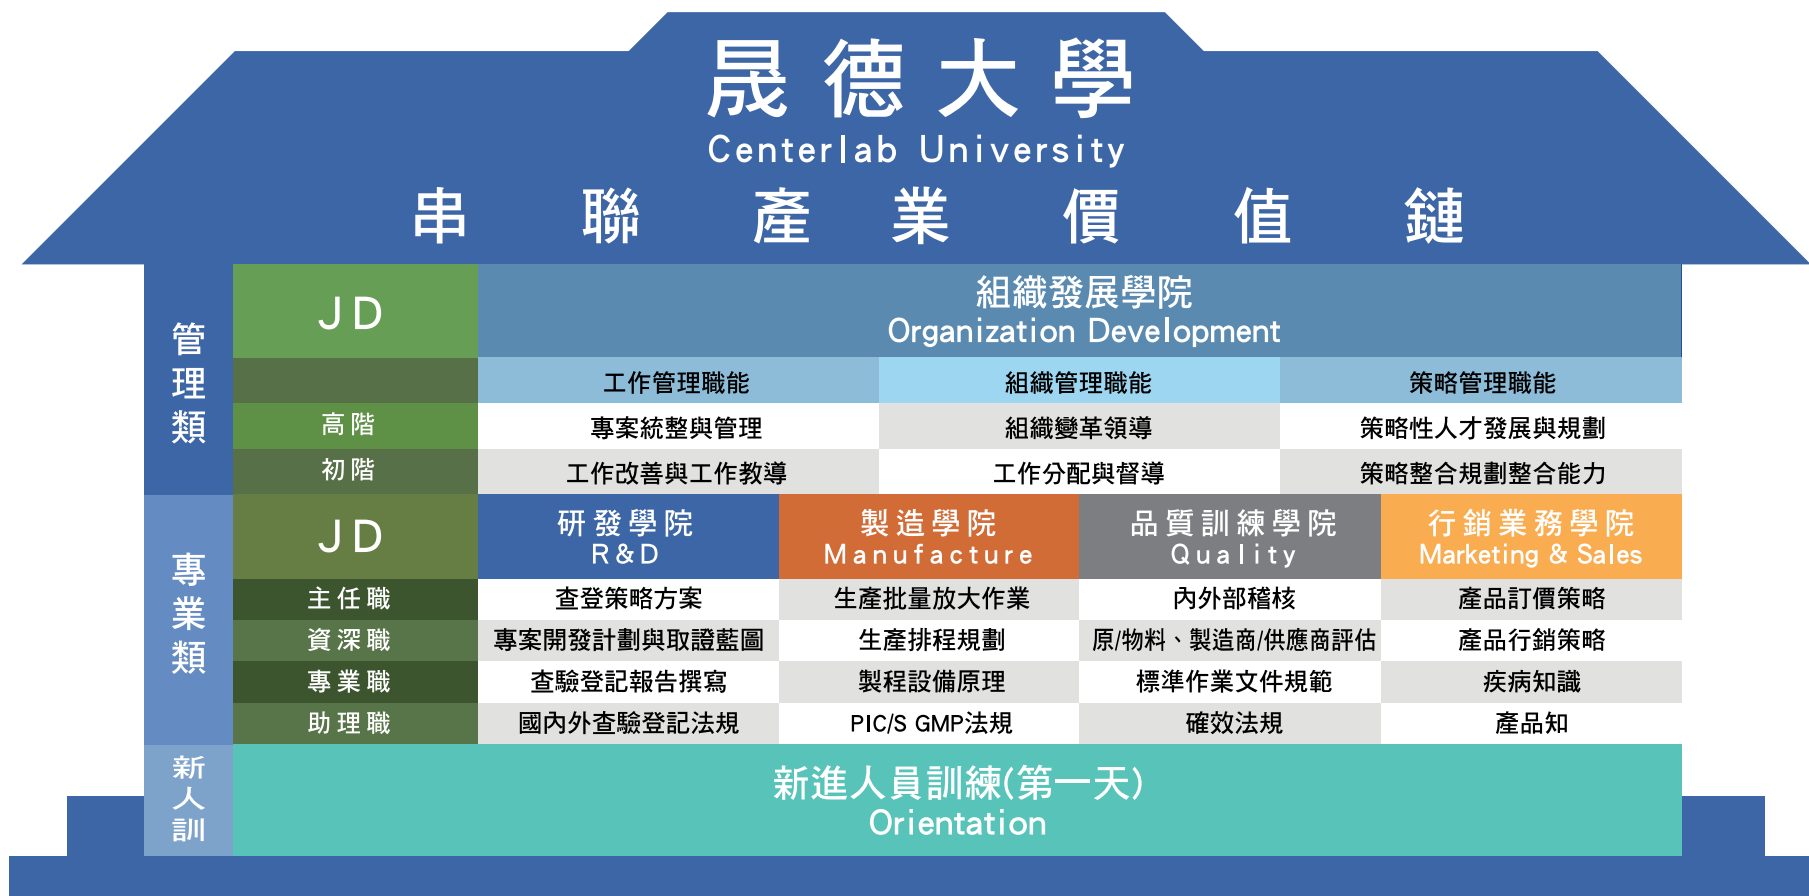 晟德大學
Centerlab University
串聯產業價值鏈
管理類
JD
組織發展學院
Organization Development
工作管理職能 組織管理職能 策略管理職能
高階 專案統整與管理 組織變革領導 策略性人才發展與規劃
初階 工作改善與工作教導 工作分配與督導 策略整合規劃整合能力
專業類
JD
研發學院 製造學院 品質訓練學院 行銷業務學院
R&D Manufacture Quality Marketing & Sales
主任職 查登策略方案 生產批量放大作業 內外部稽核 產品訂價策略
資深職 專案開發計劃與取證藍圖 生產排程規劃 原/物料、製造商/供應商評估 產品行銷策略
專業職 查驗登記報告撰寫 製程設備原理 標準作業文件規範 疾病知識
助理職 國內外查驗登記法規 PIC/S GMP法規 確效法規 產品知
新人訓
新進人員訓練(第一天)
Orientation